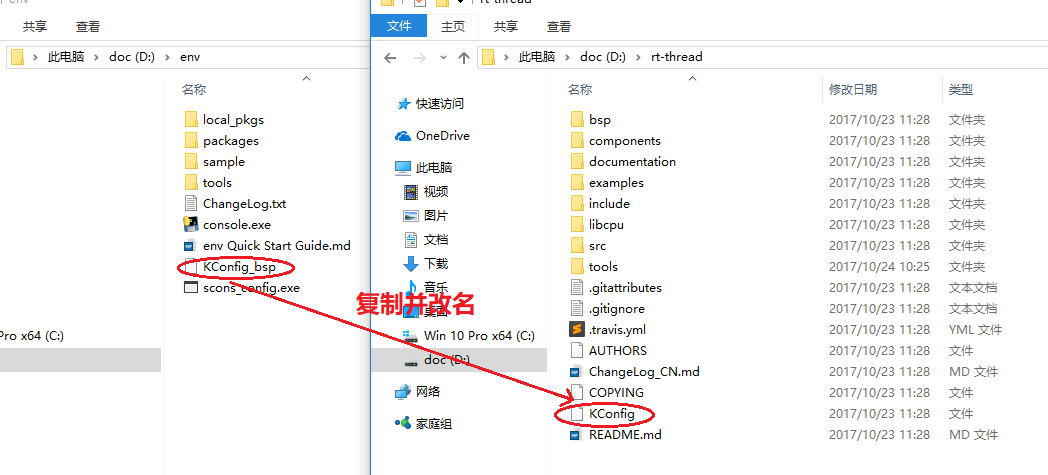 env
共享 查看
此电脑 doc (D:) env
名称
local_pkgs
packages
sample
tools
ChangeLog.txt
console.exe
env Quick Start Guide.md
KConfig_bsp
scons_config.exe
Pro x64 (C:)
rt-thread
文件 主页 共享 查看
此电脑 doc (D:) rt-thread
快速访问
OneDrive
此电脑
视频
图片
文档
下载
音乐
桌面
Win 10 Pro x64 (C:)
doc (D:)
网络
家庭组
复制并改名
名称 修改日期 类型
bsp 2017/10/23 11:28 文件夹
components 2017/10/23 11:28 文件夹
documentation 2017/10/23 11:28 文件夹
examples 2017/10/23 11:28 文件夹
include 2017/10/23 11:28 文件夹
libcpu 2017/10/23 11:28 文件夹
src 2017/10/23 11:28 文件夹
tools 2017/10/24 10:25 文件夹
.gitattributes 2017/10/23 11:28 文本文档
.gitignore 2017/10/23 11:28 文本文档
.travis.yml 2017/10/23 11:28 YML 文件
AUTHORS 2017/10/23 11:28 文件
ChangeLog_CN.md 2017/10/23 11:28 MD 文件
COPYING 2017/10/23 11:28 文件
KConfig 2017/10/23 11:28 文件
README.md 2017/10/23 11:28 MD 文件